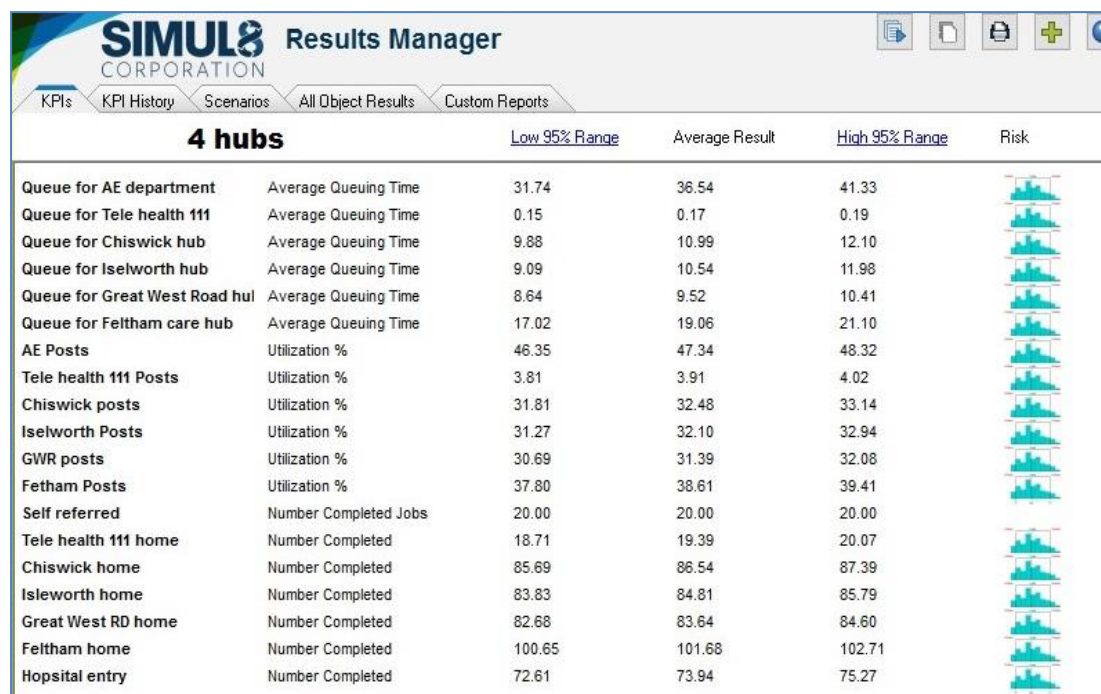 SIMUL8 Results Manager
CORPORATION
KPIs KPI History Scenarios All Object Results Custom Reports
4 hubs Low 95% Range Average Result High 95% Range Risk
Queue for AE department Average Queuing Time 31.74 36.54 41.33
Queue for Tele health 111 Average Queuing Time 0.15 0.17 0.19
Queue for Chiswick hub Average Queuing Time 9.88 10.99 12.10
Queue for Iselworth hub Average Queuing Time 9.09 10.54 11.98
Queue for Great West Road hul Average Queuing Time 8.64 9.52 10.41
Queue for Feltham care hub Average Queuing Time 17.02 19.06 21.10
AE Posts Utilization % 46.35 47.34 48.32
Tele health 111 Posts Utilization % 3.81 3.91 4.02
Chiswick posts Utilization % 31.81 32.48 33.14
Iselworth Posts Utilization % 31.27 32.10 32.94
GWR posts Utilization % 30.69 31.39 32.08
Fetham Posts Utilization % 37.80 38.61 39.41
Self referred Number Completed Jobs 20.00 20.00 20.00
Tele health 111 home Number Completed 18.71 19.39 20.07
Chiswick home Number Completed 85.69 86.54 87.39
Isleworth home Number Completed 83.83 84.81 85.79
Great West RD home Number Completed 82.68 83.64 84.60
Feltham home Number Completed 100.65 101.68 102.71
Hopsital entry Number Completed 72.61 73.94 75.27